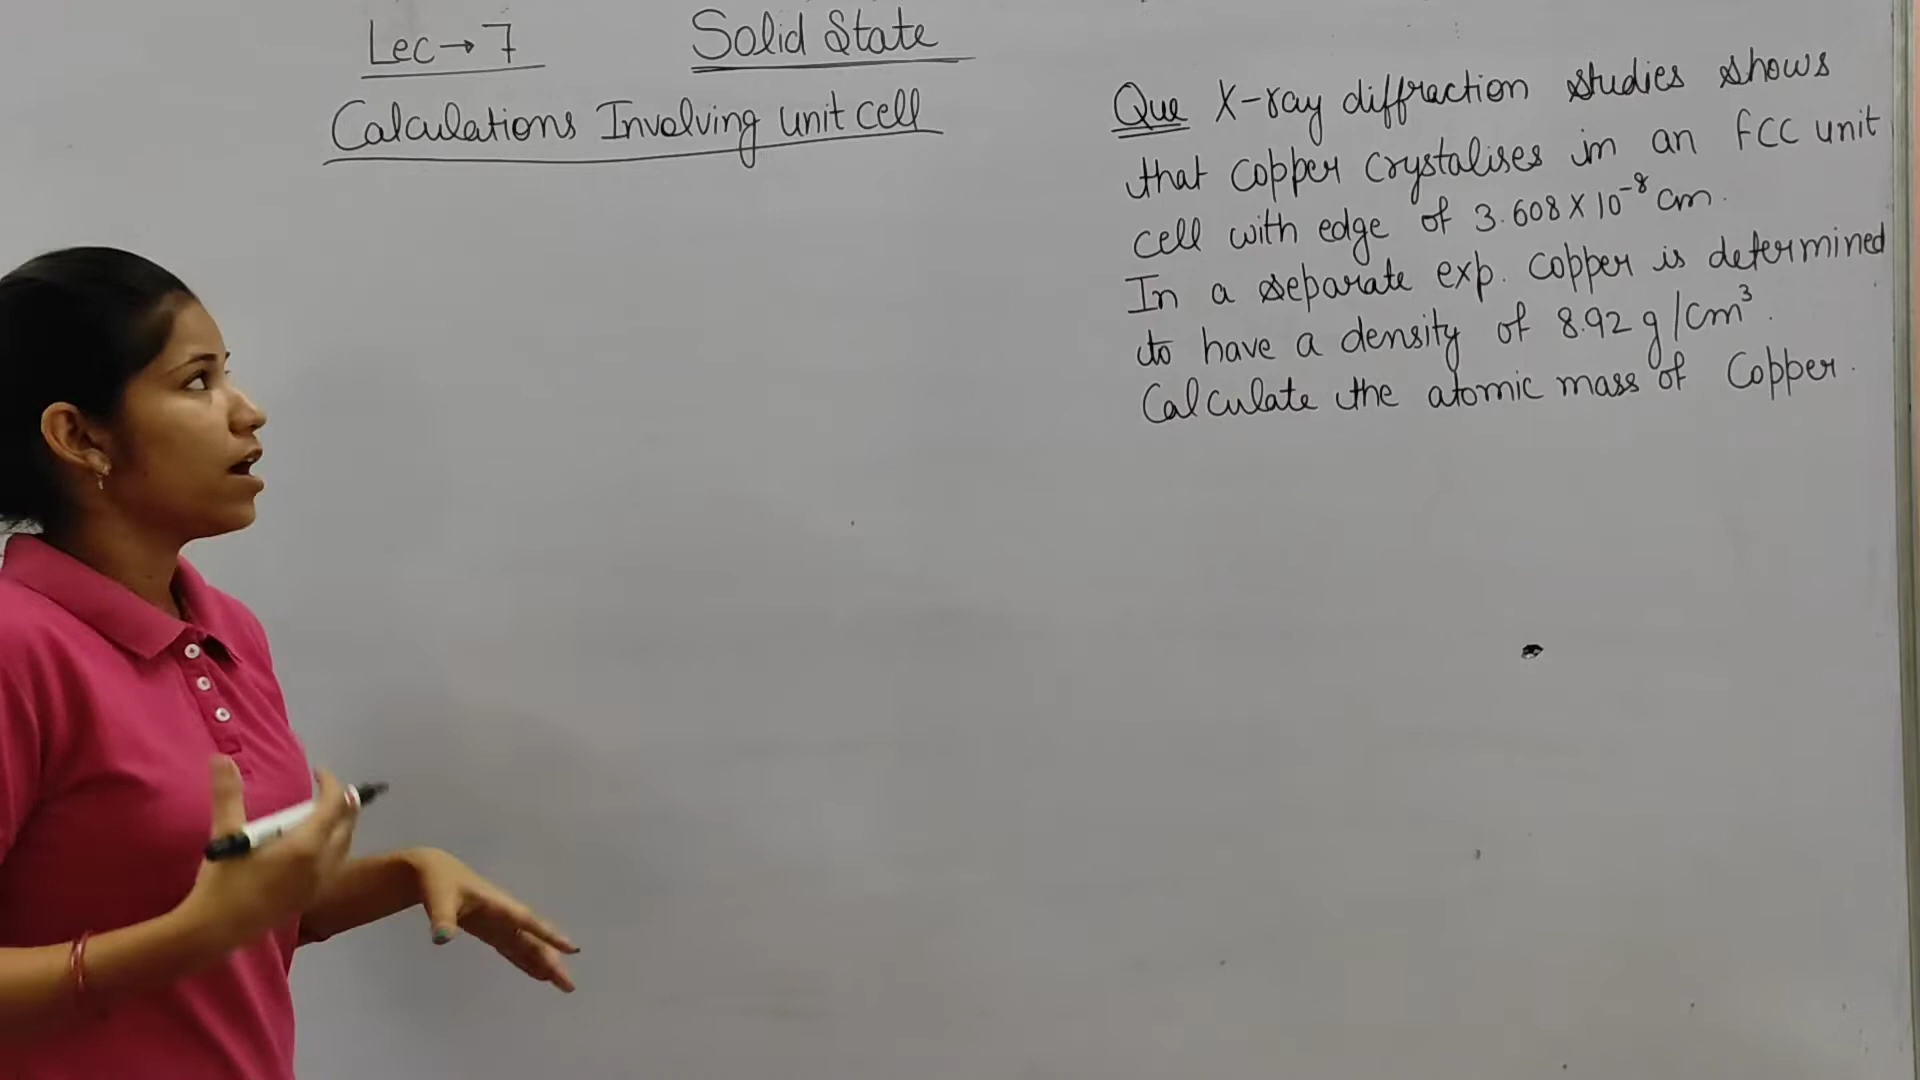 Lec → 7 Solid State
Calculations Involving unit cell
Que X-ray diffraction studies shows
that copper crystalises in an fcc unit
cell with edge of 3.608 X 10⁻⁸ cm.
In a separate exp. copper is determined
to have a density of 8.92 g/cm³.
Calculate the atomic mass of Copper.